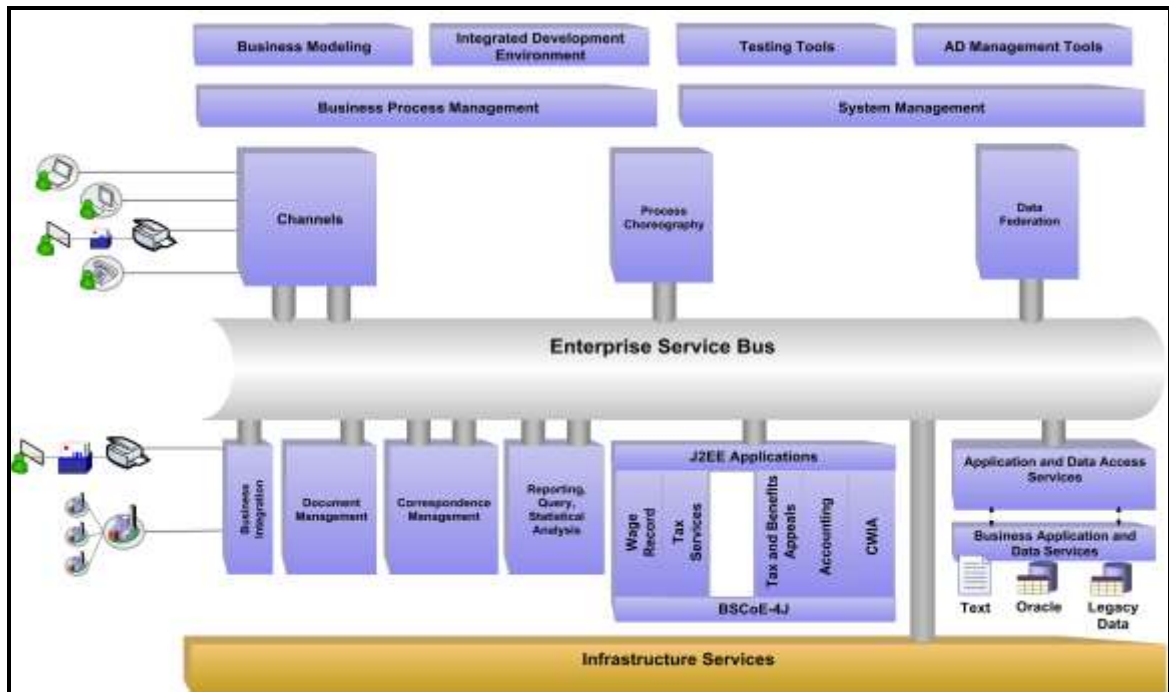 Business Modeling
Integrated Development
Environment
Testing Tools
AD Management Tools
Business Process Management
System Management
Channels
Process
Choreography
Data
Federation
Enterprise Service Bus
Business
Integration
Document
Management
Correspondence
Management
Reporting,
Query,
Statistical
Analysis
J2EE Applications
Wage
Record
Tax
Services
Tax and Benefits
Appeals
Accounting
CWIA
BSCoE-4J
Application and Data Access
Services
Business Application and
Data Services
Text
Oracle
Legacy
Data
Infrastructure Services